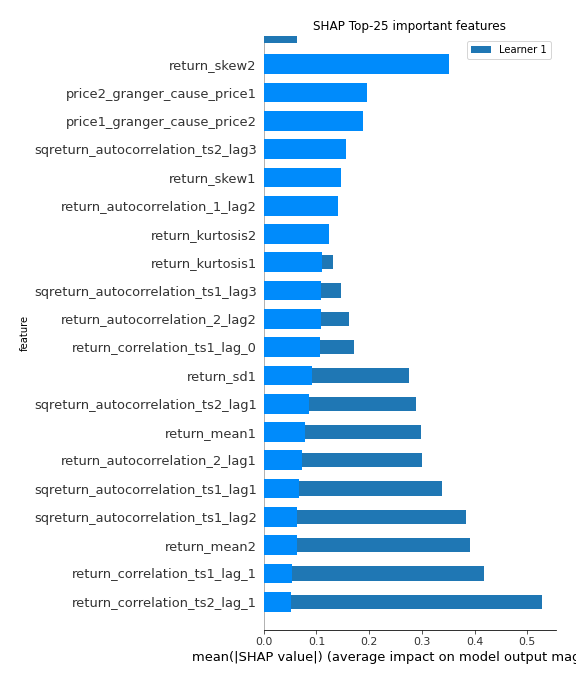 SHAP Top-25 important features
Learner 1
return_skew2
price2_granger_cause_price1
price1_granger_cause_price2
sqreturn_autocorrelation_ts2_lag3
return_skew1
return_autocorrelation_1_lag2
return_kurtosis2
return_kurtosis1
sqreturn_autocorrelation_ts1_lag3
return_autocorrelation_2_lag2
return_correlation_ts1_lag_0
return_sd1
sqreturn_autocorrelation_ts2_lag1
return_mean1
return_autocorrelation_2_lag1
sqreturn_autocorrelation_ts1_lag1
sqreturn_autocorrelation_ts1_lag2
return_mean2
return_correlation_ts1_lag_1
return_correlation_ts2_lag_1
feature
0.0 0.1 0.2 0.3 0.4 0.5
mean(|SHAP value|) (average impact on model output mag